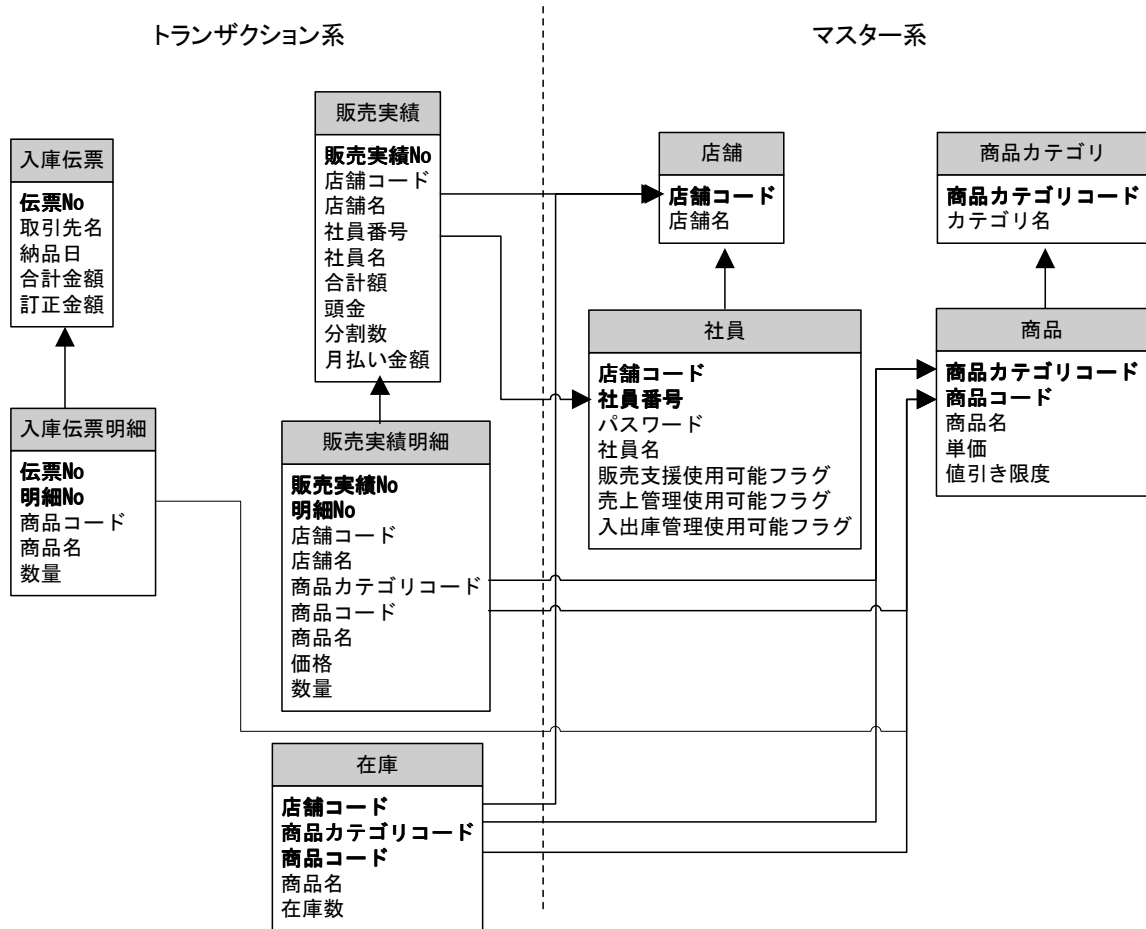 トランザクション系
マスター系
入庫伝票
伝票No
取引先名
納品日
合計金額
訂正金額
販売実績
販売実績No
店舗コード
店舗名
社員番号
社員名
合計額
頭金
分割数
月払い金額
店舗
店舗コード
店舗名
商品カテゴリ
商品カテゴリコード
カテゴリ名
入庫伝票明細
伝票No
明細No
商品コード
商品名
数量
販売実績明細
販売実績No
明細No
店舗コード
店舗名
商品カテゴリコード
商品コード
商品名
価格
数量
社員
店舗コード
社員番号
パスワード
社員名
販売支援使用可能フラグ
売上管理使用可能フラグ
入出庫管理使用可能フラグ
商品
商品カテゴリコード
商品コード
商品名
単価
値引き限度
在庫
店舗コード
商品カテゴリコード
商品コード
商品名
在庫数